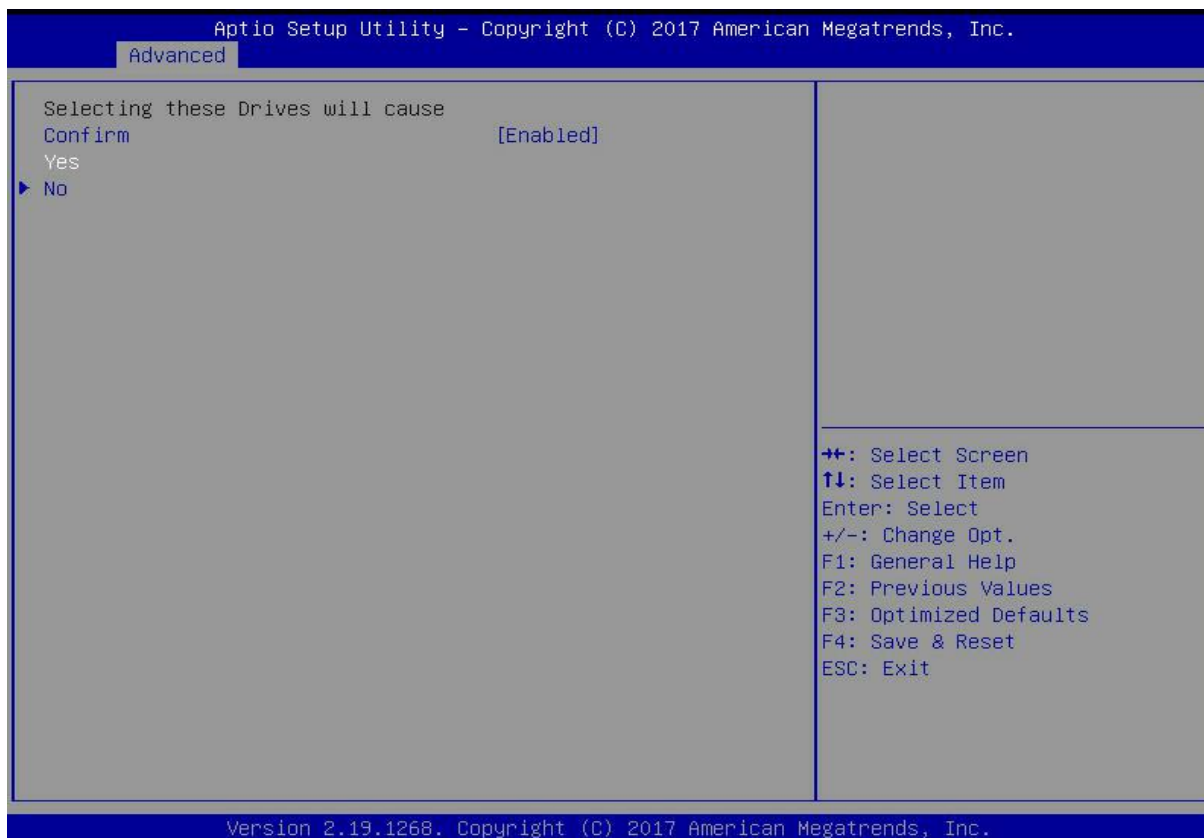 Aptio Setup Utility – Copyright (C) 2017 American Megatrends, Inc.
Advanced
Selecting these Drives will cause
Confirm [Enabled]
Yes
▶ No
→←: Select Screen
↑↓: Select Item
Enter: Select
+/-: Change Opt.
F1: General Help
F2: Previous Values
F3: Optimized Defaults
F4: Save & Reset
ESC: Exit
Version 2.19.1268. Copyright (C) 2017 American Megatrends, Inc.